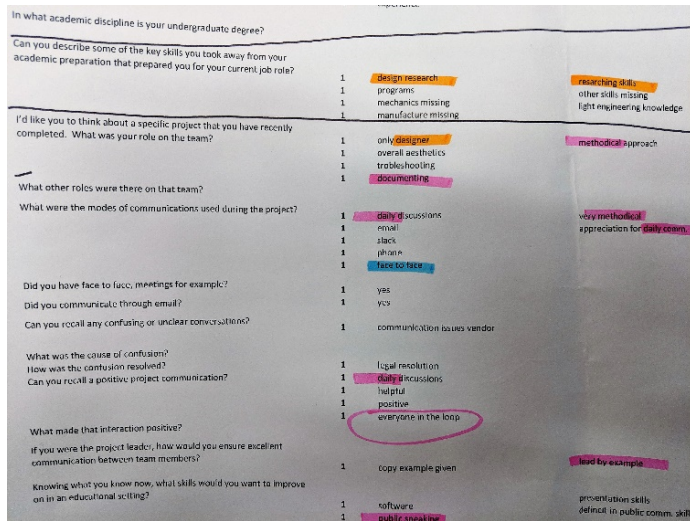 In what academic discipline is your undergraduate degree?
Can you describe some of the key skills you took away from your
academic preparation that prepared you for your current job role?
1 design research resarching skills
1 programs other skills missing
1 mechanics missing light engineering knowledge
1 manufacture missing
I'd like you to think about a specific project that you have recently
completed. What was your role on the team?
1 only designer methodical approach
1 overall aesthetics
1 trobleshooting
1 documenting
What other roles were there on that team?
What were the modes of communications used during the project?
1 daily discussions very methodical
1 email appreciation for daily comm.
1 slack
1 phone
1 face to face
Did you have face to face, meetings for example?
1 yes
Did you communicate through email?
1 yes
Can you recall any confusing or unclear conversations?
1 communication issues vendor
What was the cause of confusion?
How was the confusion resolved?
1 legal resolution
Can you recall a positive project communication?
1 daily discussions
1 helpful
1 positive
1 everyone in the loop
What made that interaction positive?
If you were the project leader, how would you ensure excellent
communication between team members?
1 copy example given lead by example
Knowing what you know now, what skills would you want to improve
on in an educational setting?
1 software presentation skills
1 public speaking deficit in public comm. skill